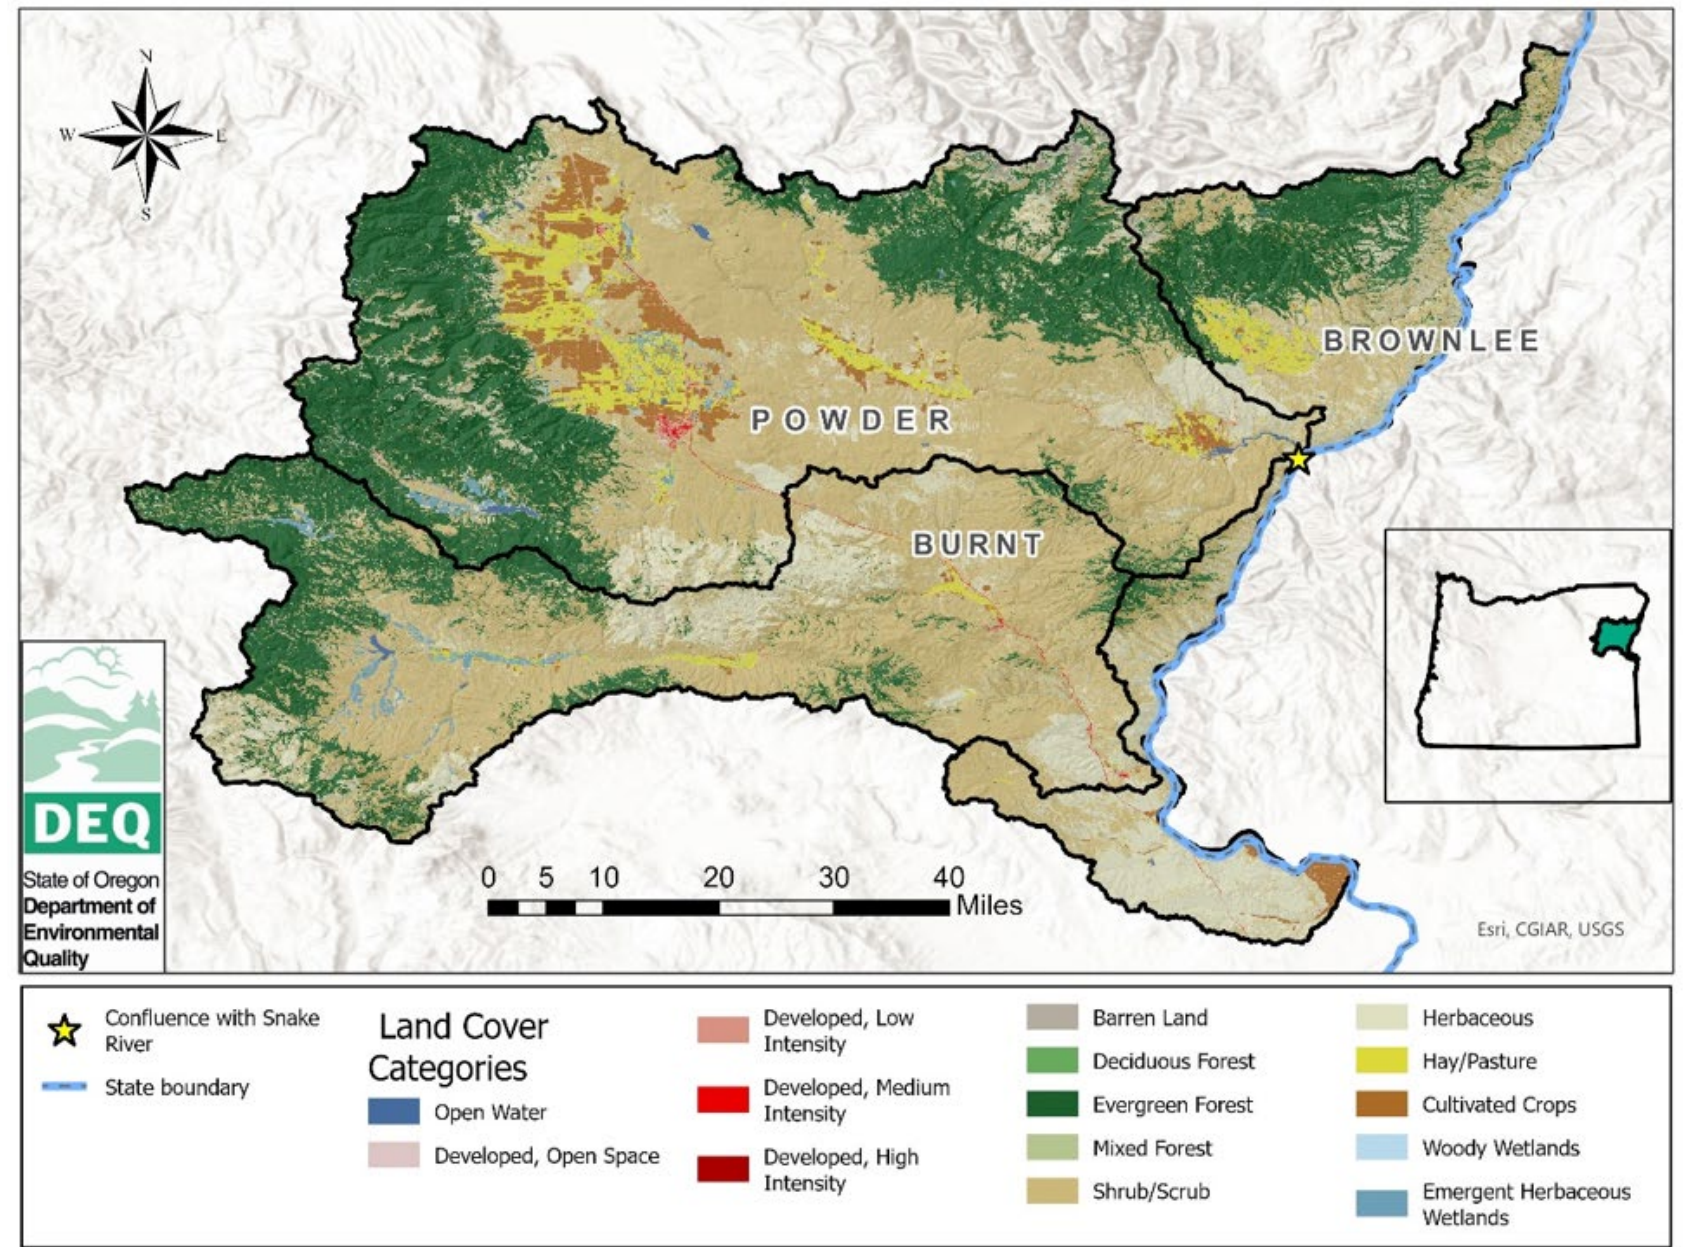 N
W E
S
BROWNLEE
POWDER
BURNT
DEQ
State of Oregon
Department of
Environmental
Quality
0 5 10 20 30 40
Miles
Esri, CGIAR, USGS
Confluence with Snake
River
State boundary
Land Cover
Categories
Open Water
Developed, Open Space
Developed, Low
Intensity
Developed, Medium
Intensity
Developed, High
Intensity
Barren Land
Deciduous Forest
Evergreen Forest
Mixed Forest
Shrub/Scrub
Herbaceous
Hay/Pasture
Cultivated Crops
Woody Wetlands
Emergent Herbaceous
Wetlands